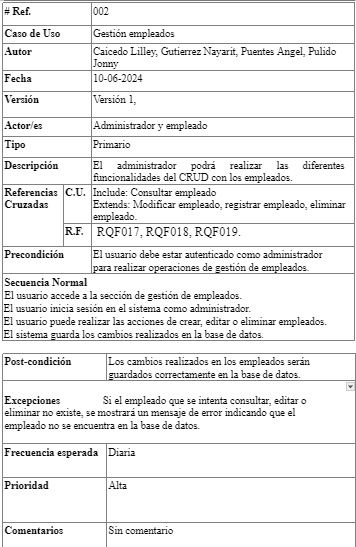 # Ref. 002
Caso de Uso Gestión empleados
Autor Caicedo Lilley, Gutierrez Nayarit, Puentes Angel, Pulido
Jonny
Fecha 10-06-2024
Versión Versión 1,
Actor/es Administrador y empleado
Tipo Primario
Descripción El administrador podrá realizar las diferentes
funcionalidades del CRUD con los empleados.
Referencias C.U. Include: Consultar empleado
Cruzadas Extends: Modificar empleado, registrar empleado, eliminar
empleado.
R.F. RQF017, RQF018, RQF019.
Precondición El usuario debe estar autenticado como administrador
para realizar operaciones de gestión de empleados.
Secuencia Normal
El usuario accede a la sección de gestión de empleados.
El usuario inicia sesión en el sistema como administrador.
El usuario puede realizar las acciones de crear, editar o eliminar empleados.
El sistema guarda los cambios realizados en la base de datos.
Post-condición Los cambios realizados en los empleados serán
guardados correctamente en la base de datos.
Excepciones Si el empleado que se intenta consultar, editar o
eliminar no existe, se mostrará un mensaje de error indicando que el
empleado no se encuentra en la base de datos.
Frecuencia esperada Diaria
Prioridad Alta
Comentarios Sin comentario